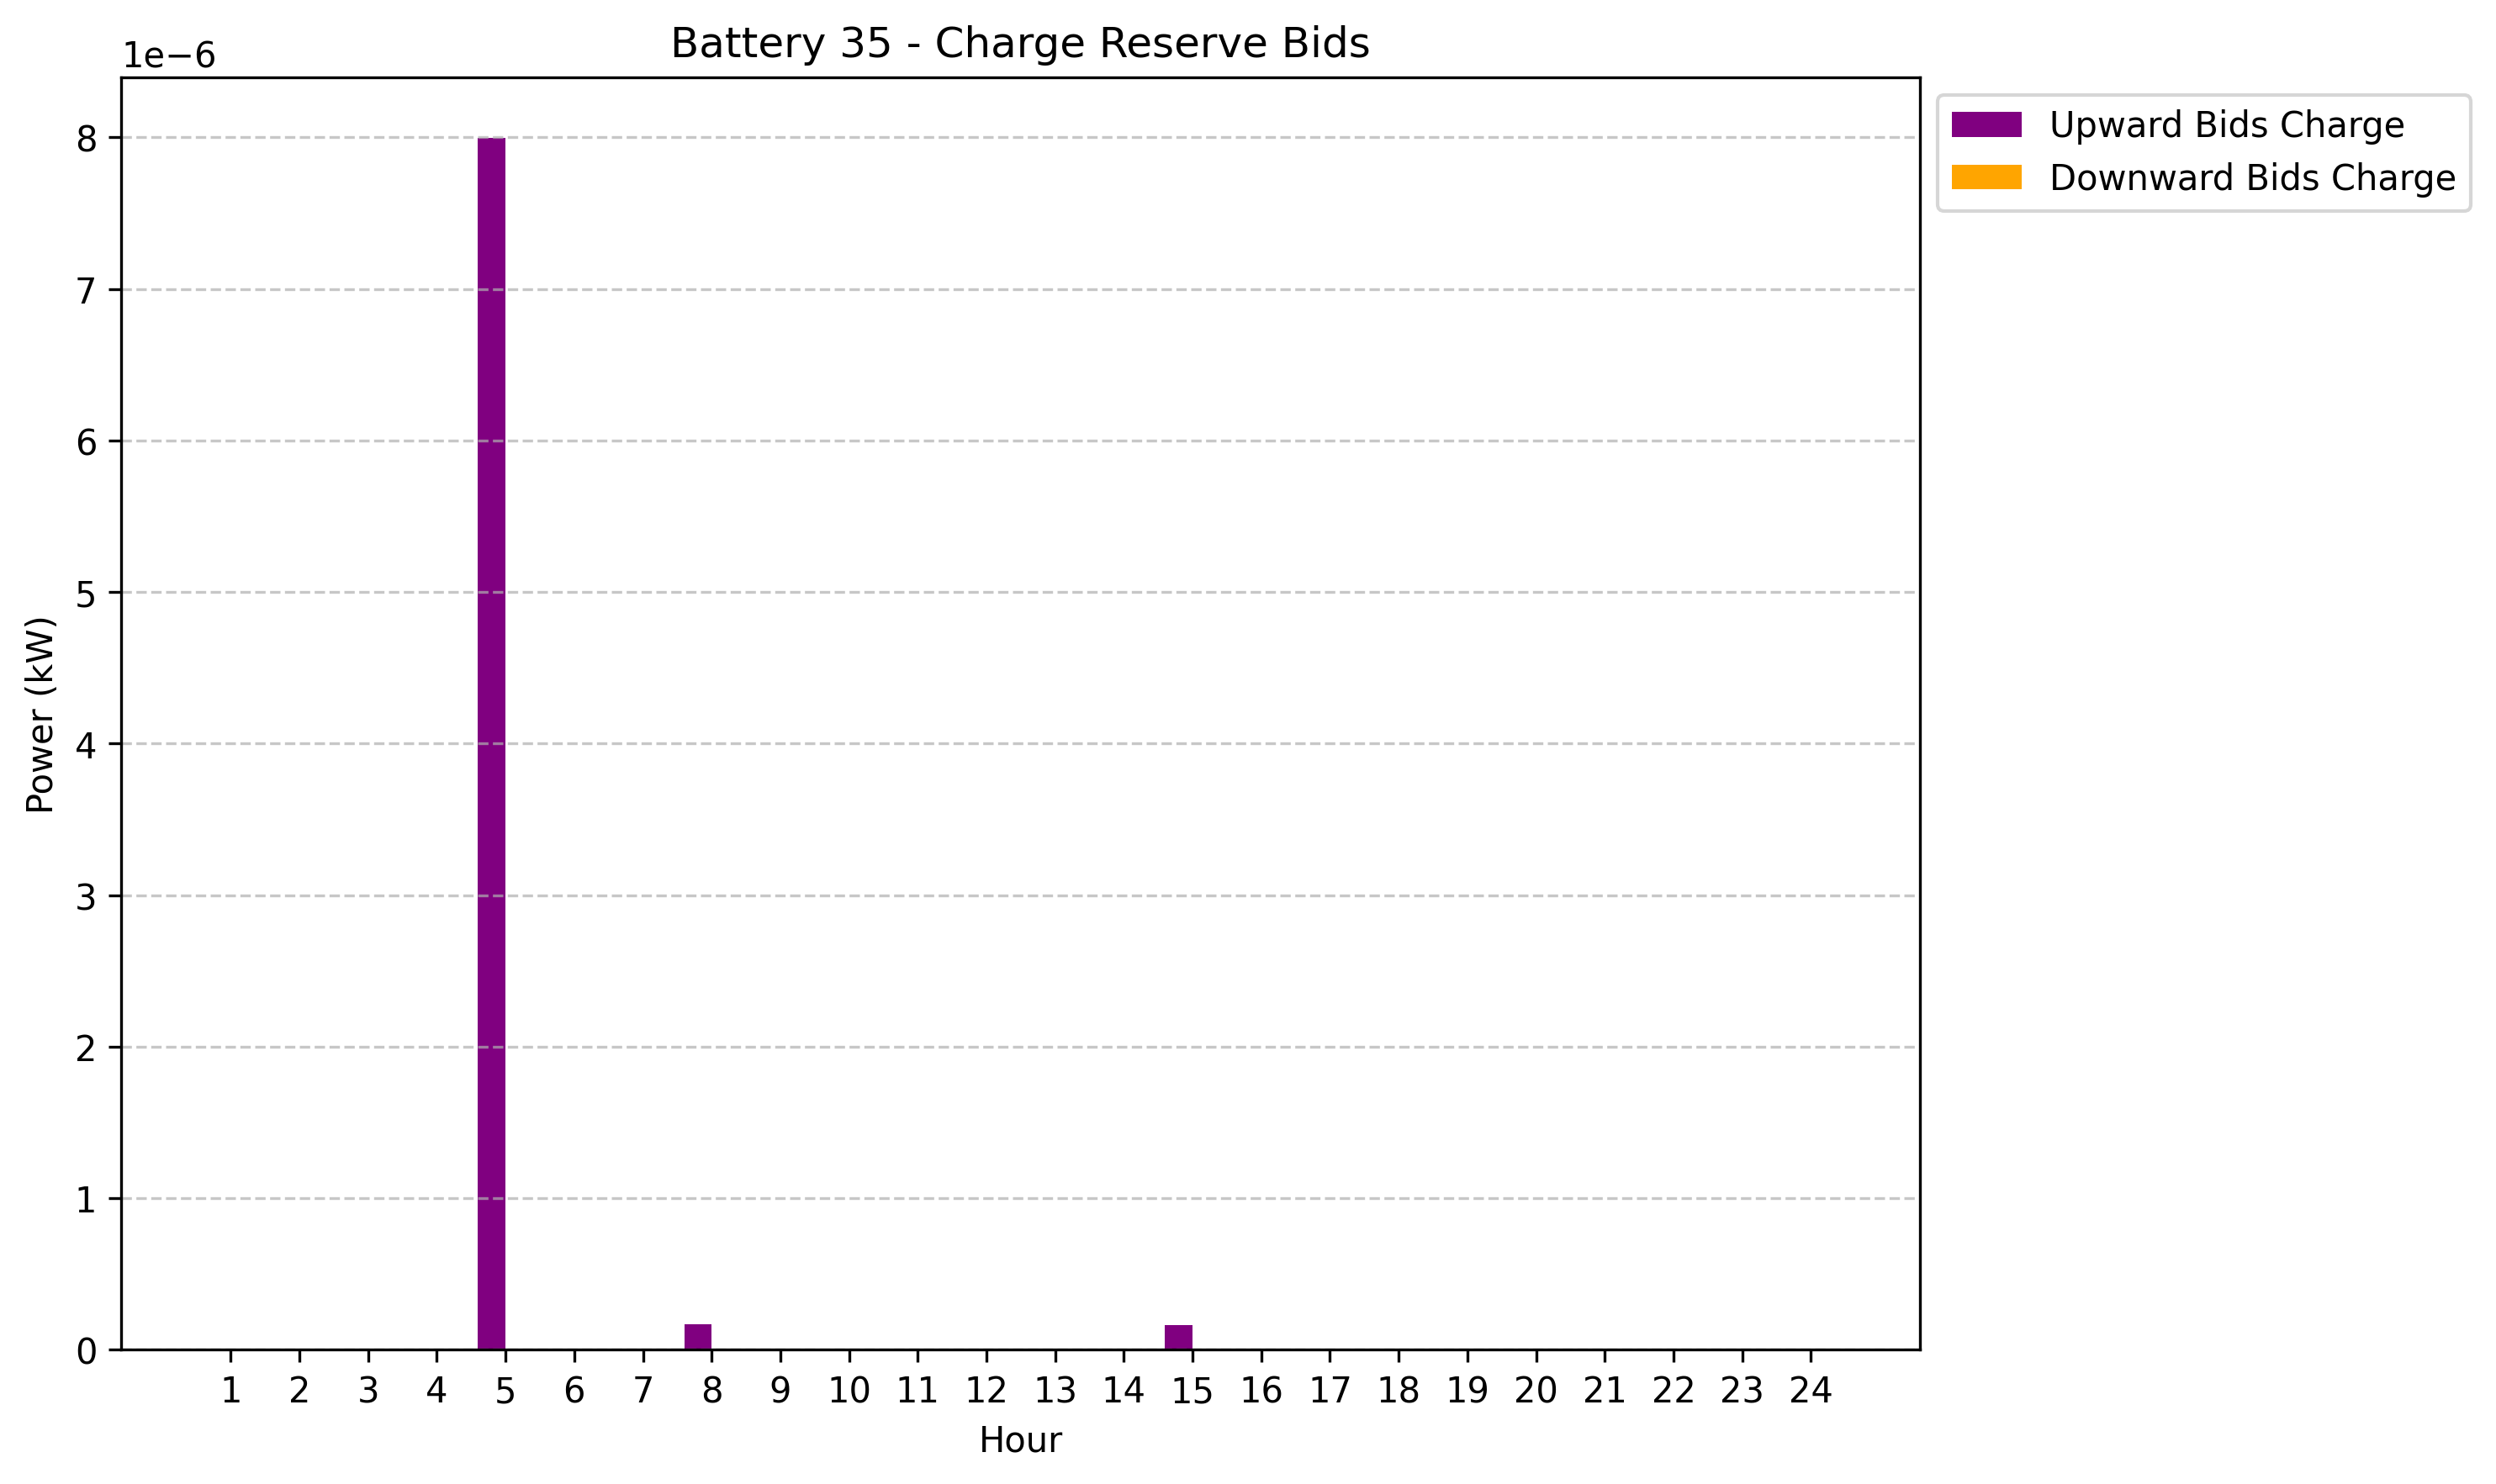 Battery 35 - Charge Reserve Bids
1e−6
Upward Bids Charge
Downward Bids Charge
8
7
6
5
4
3
2
1
0
Power (kW)
1 2 3 4 5 6 7 8 9 10 11 12 13 14 15 16 17 18 19 20 21 22 23 24
Hour